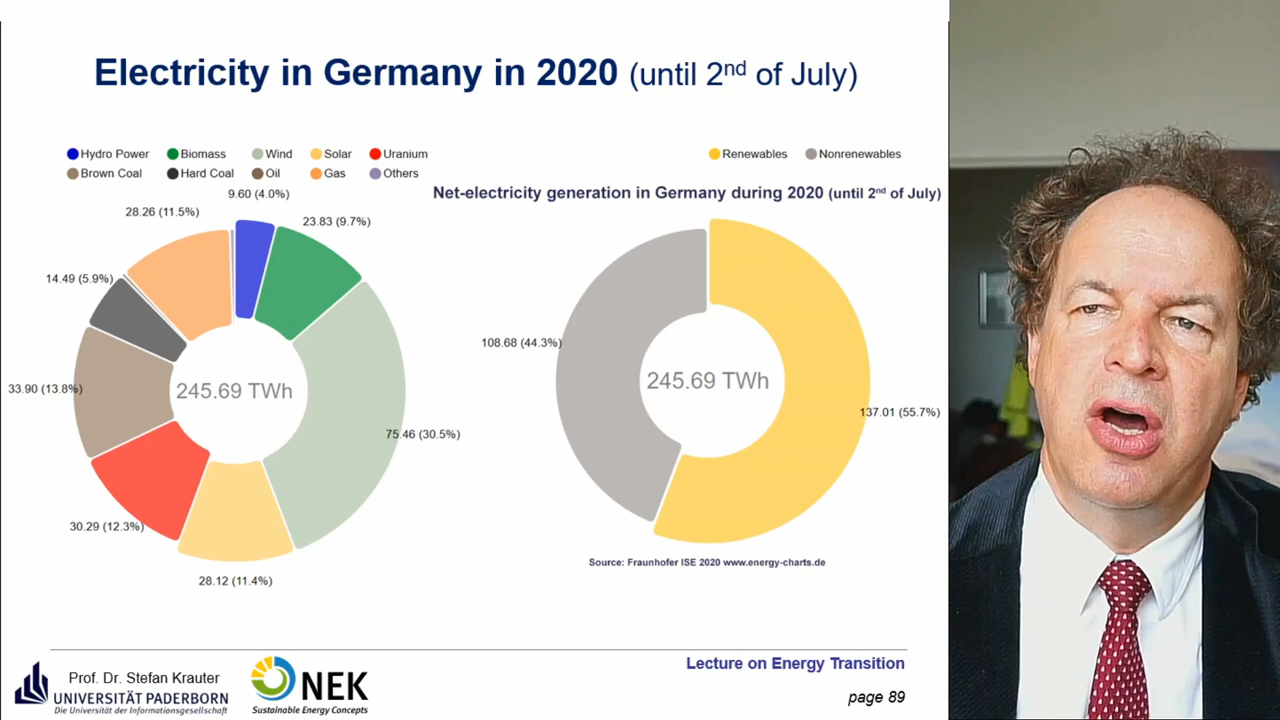 Electricity in Germany in 2020 (until 2nd of July)
Hydro Power Biomass Wind Solar Uranium
Brown Coal Hard Coal Oil Gas Others
Renewables Nonrenewables
Net-electricity generation in Germany during 2020 (until 2nd of July)
9.60 (4.0%)
28.26 (11.5%)
23.83 (9.7%)
14.49 (5.9%)
33.90 (13.8%)
245.69 TWh
75.46 (30.5%)
30.29 (12.3%)
28.12 (11.4%)
108.68 (44.3%)
245.69 TWh
137.01 (55.7%)
Source: Fraunhofer ISE 2020 www.energy-charts.de
Prof. Dr. Stefan Krauter
UNIVERSITÄT PADERBORN
Die Universität der Informationsgesellschaft
NEK
Sustainable Energy Concepts
Lecture on Energy Transition
page 89